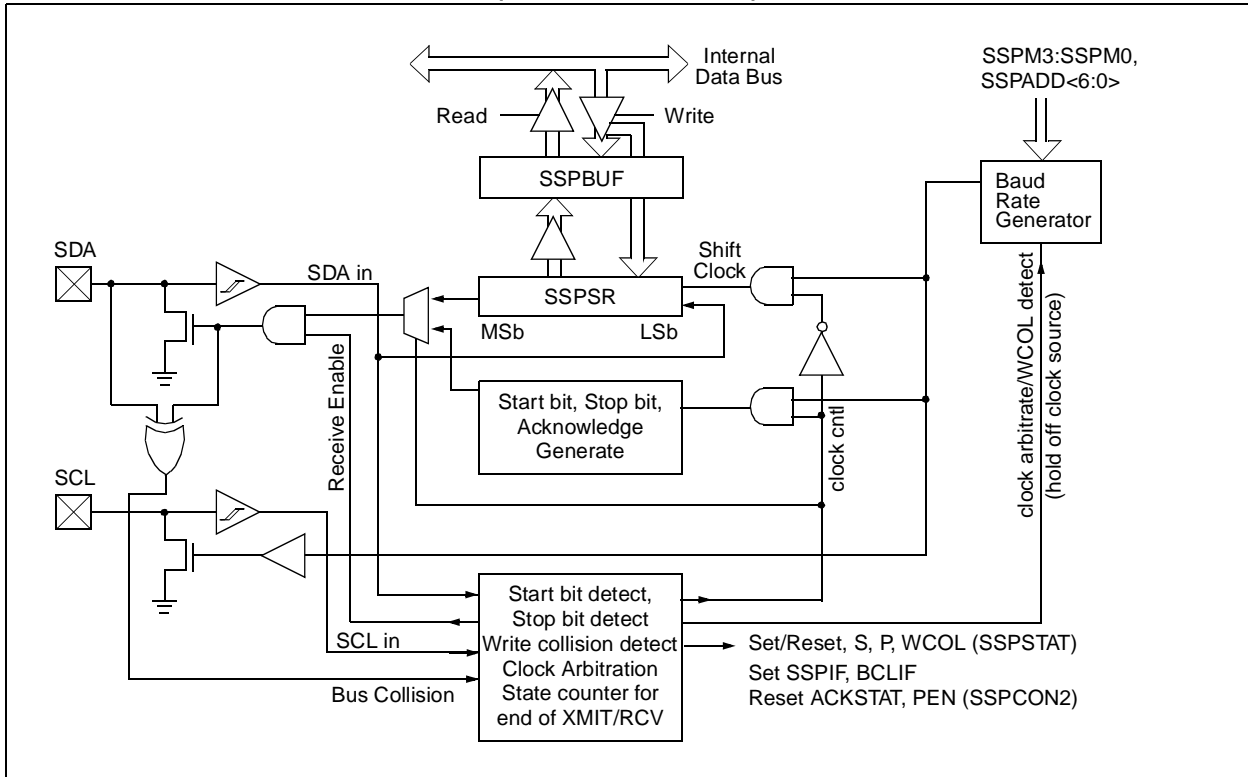 Internal
Data Bus
SSPM3:SSPM0,
SSPADD<6:0>
Read
Write
SSPBUF
Baud
Rate
Generator
SDA
SDA in
Shift
Clock
SSPSR
MSb
LSb
Receive Enable
Start bit, Stop bit,
Acknowledge
Generate
clock cntl
clock arbitrate/WCOL detect
(hold off clock source)
SCL
SCL in
Bus Collision
Start bit detect,
Stop bit detect
Write collision detect
Clock Arbitration
State counter for
end of XMIT/RCV
Set/Reset, S, P, WCOL (SSPSTAT)
Set SSPIF, BCLIF
Reset ACKSTAT, PEN (SSPCON2)